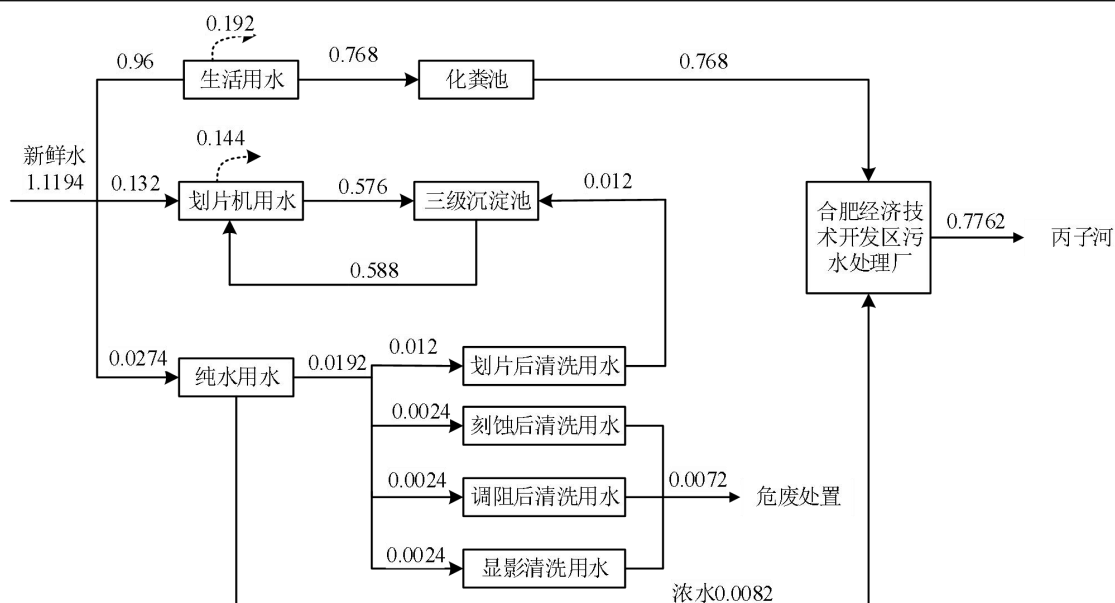 0.192
0.96
生活用水
0.768
化粪池
0.768
0.144
新鲜水
1.1194
0.132
划片机用水
0.576
三级沉淀池
0.012
0.588
合肥经济技
术开发区污
水处理厂
0.7762
丙子河
0.0274
纯水用水
0.0192
0.012
划片后清洗用水
0.0024
刻蚀后清洗用水
0.0024
调阻后清洗用水
0.0072
危废处置
0.0024
显影清洗用水
浓水0.0082